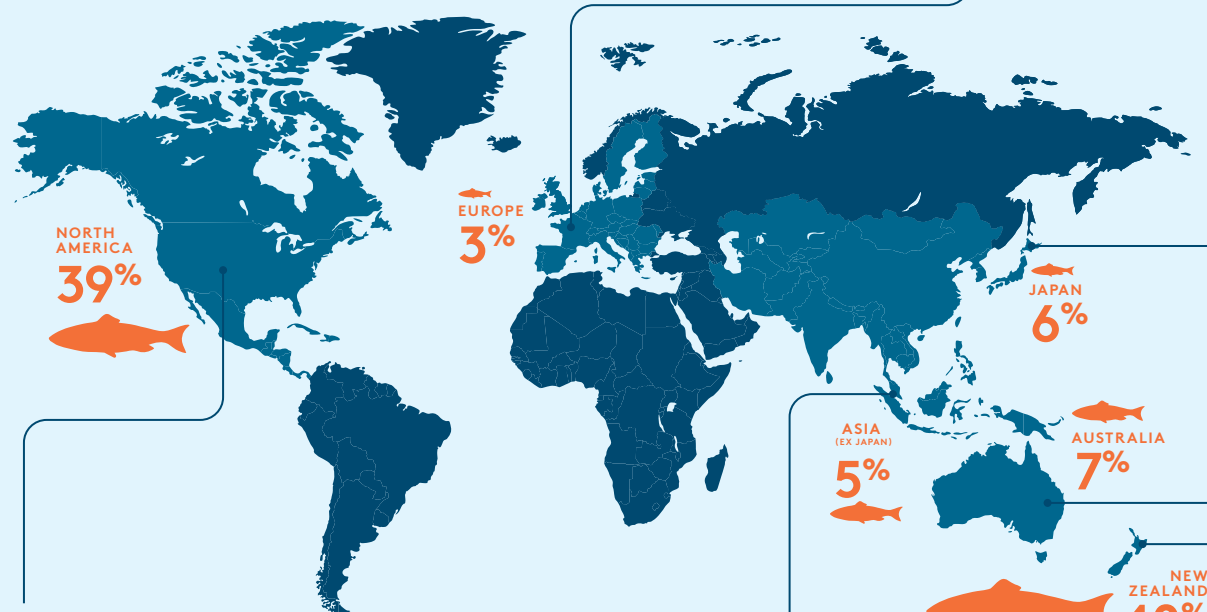 NORTH
AMERICA
39%
EUROPE
3%
JAPAN
6%
ASIA
(EX JAPAN)
5%
AUSTRALIA
7%
NEW
ZEALAND